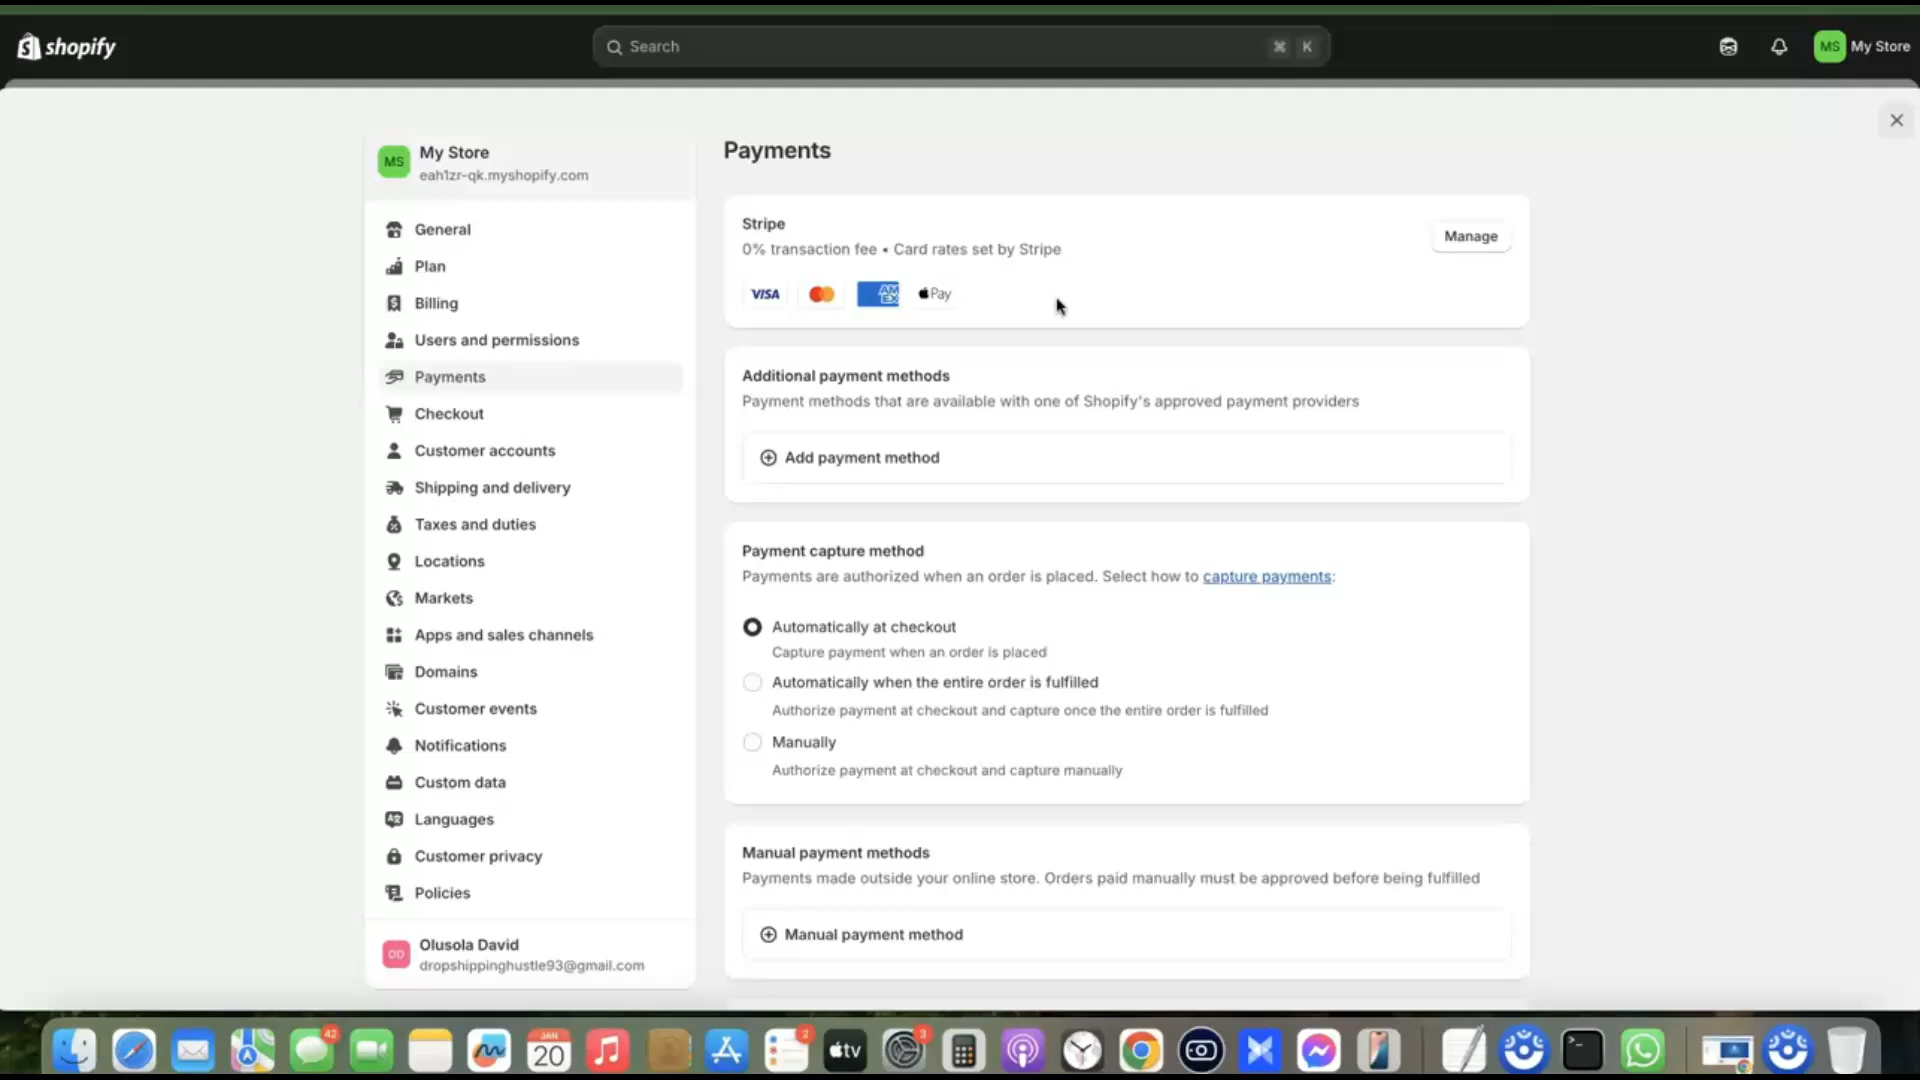 shopify
Search
⌘ K
MS My Store
MS
My Store
eah1zr-qk.myshopify.com
General
Plan
Billing
Users and permissions
Payments
Checkout
Customer accounts
Shipping and delivery
Taxes and duties
Locations
Markets
Apps and sales channels
Domains
Customer events
Notifications
Custom data
Languages
Customer privacy
Policies
OD
Olusola David
dropshippinghustle93@gmail.com
Payments
Stripe
0% transaction fee • Card rates set by Stripe
Manage
VISA
AM EX
Pay
Additional payment methods
Payment methods that are available with one of Shopify's approved payment providers
Add payment method
Payment capture method
Payments are authorized when an order is placed. Select how to capture payments:
Automatically at checkout
Capture payment when an order is placed
Automatically when the entire order is fulfilled
Authorize payment at checkout and capture once the entire order is fulfilled
Manually
Authorize payment at checkout and capture manually
Manual payment methods
Payments made outside your online store. Orders paid manually must be approved before being fulfilled
Manual payment method
42
JAN
20
2
tv
3